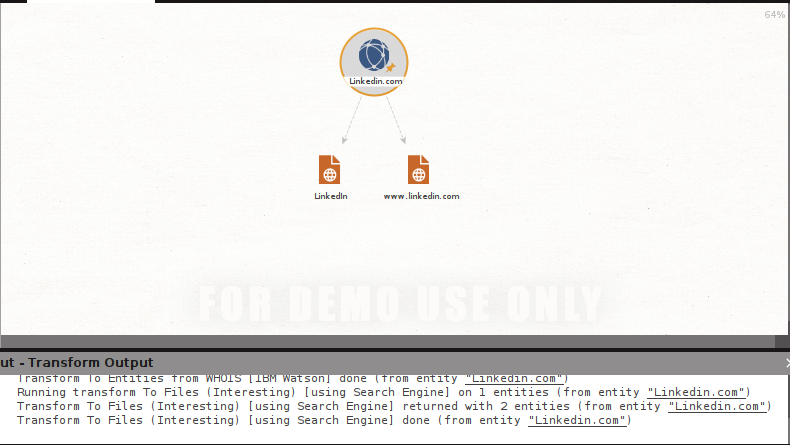 64%
Linkedin.com
LinkedIn
www.linkedin.com
FOR DEMO USE ONLY
ut - Transform Output
Transform To Entities from WHOIS [IBM Watson] done (from entity "Linkedin.com")
Running transform To Files (Interesting) [using Search Engine] on 1 entities (from entity "Linkedin.com")
Transform To Files (Interesting) [using Search Engine] returned with 2 entities (from entity "Linkedin.com")
Transform To Files (Interesting) [using Search Engine] done (from entity "Linkedin.com")